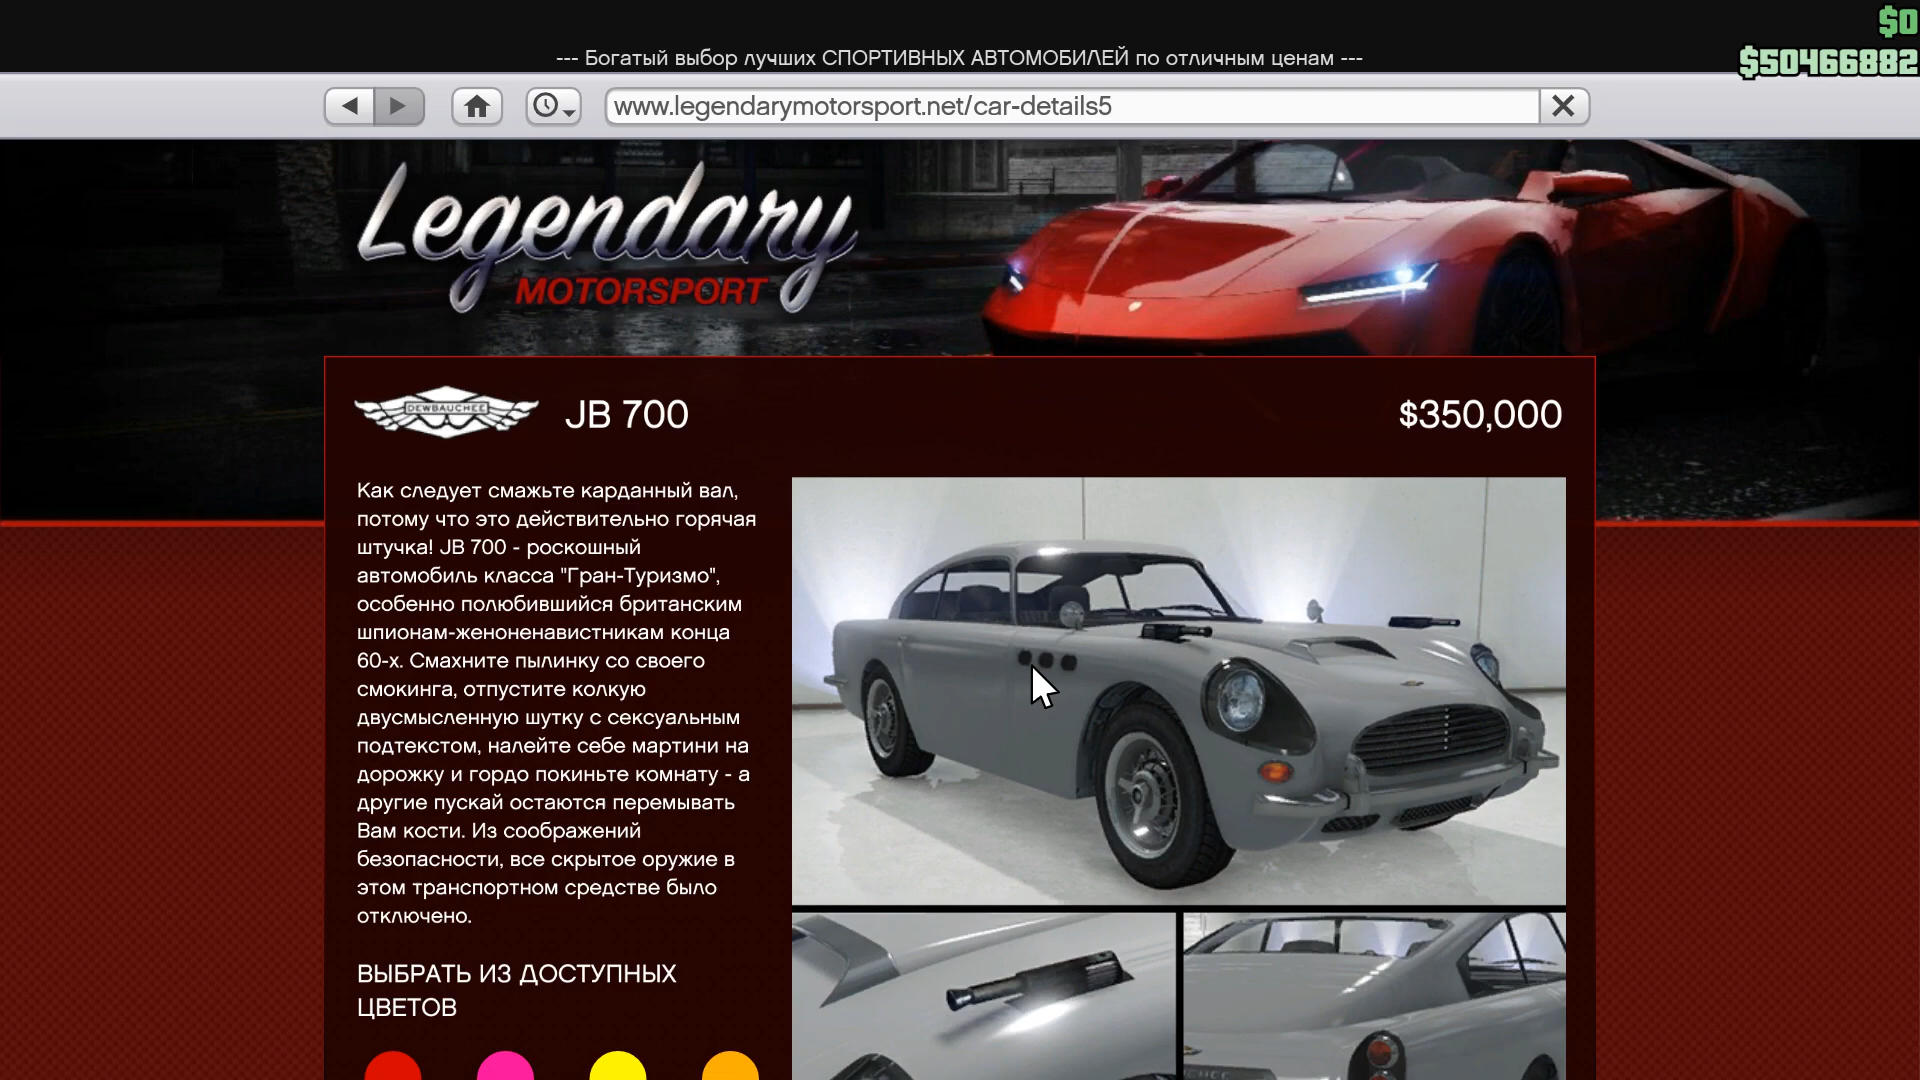 $0
--- Богатый выбор лучших СПОРТИВНЫХ АВТОМОБИЛЕЙ по отличным ценам ---
$50466882
www.legendarymotorsport.net/car-details5
Legendary
MOTORSPORT
DEWBAUCHEE
JB 700
$350,000
Как следует смажьте карданный вал,
потому что это действительно горячая
штучка! JB 700 - роскошный
автомобиль класса "Гран-Туризмо",
особенно полюбившийся британским
шпионам-женоненавистникам конца
60-х. Смахните пылинку со своего
смокинга, отпустите колкую
двусмысленную шутку с сексуальным
подтекстом, налейте себе мартини на
дорожку и гордо покиньте комнату - а
другие пускай остаются перемывать
Вам кости. Из соображений
безопасности, все скрытое оружие в
этом транспортном средстве было
отключено.
ВЫБРАТЬ ИЗ ДОСТУПНЫХ
ЦВЕТОВ